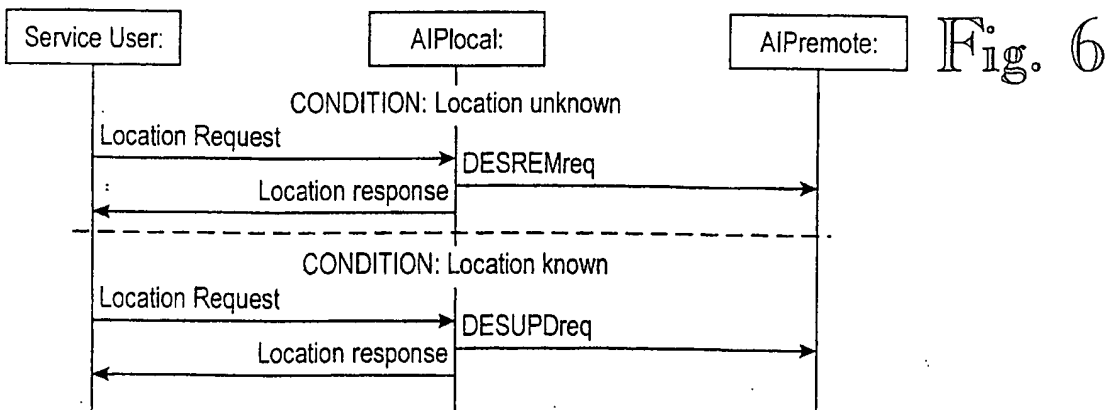 Service User:
AIPlocal:
AIPremote:
Fig. 6
CONDITION: Location unknown
Location Request
DESREMreq
Location response
CONDITION: Location known
Location Request
DESUPDreq
Location response